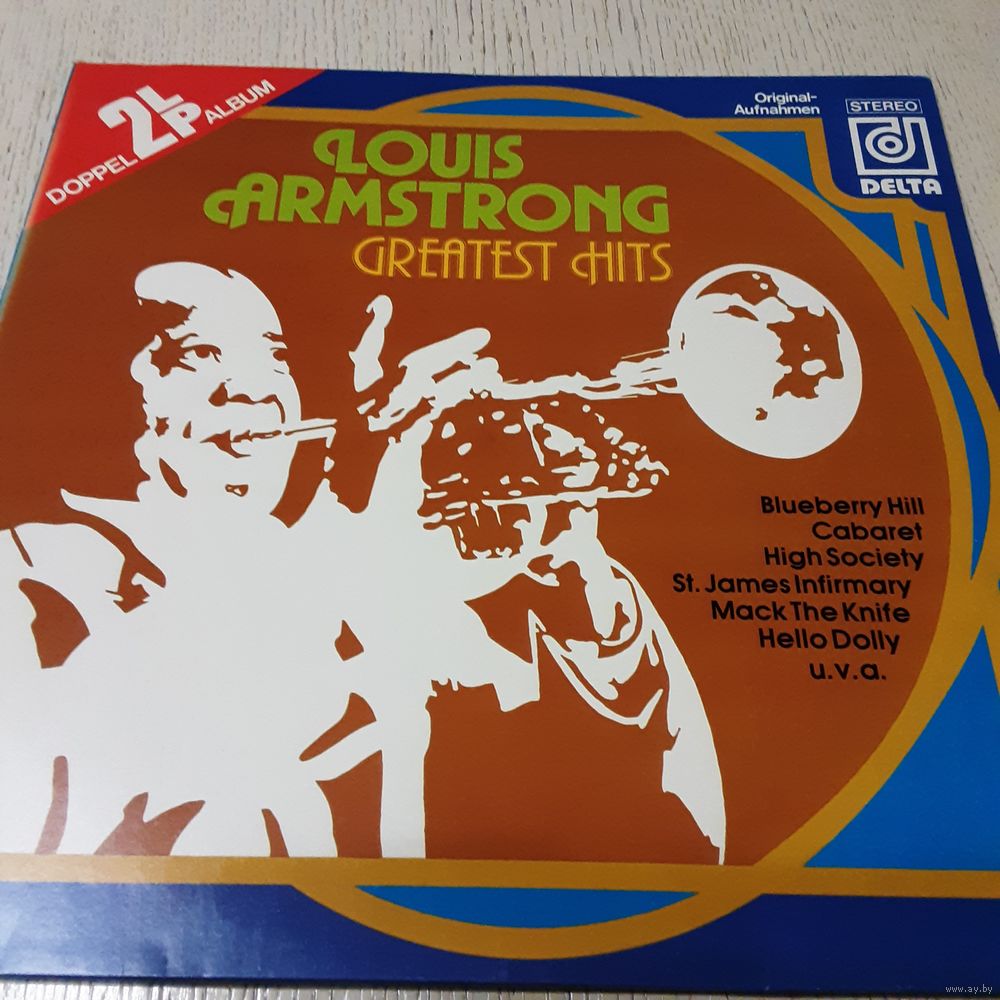 DOPPEL 2LP ALBUM
Original-
Aufnahmen
STEREO
DELTA
LOUIS
ARMSTRONG
GREATEST HITS
Blueberry Hill
Cabaret
High Society
St. James Infirmary
Mack The Knife
Hello Dolly
u.v.a.
www.ay.by